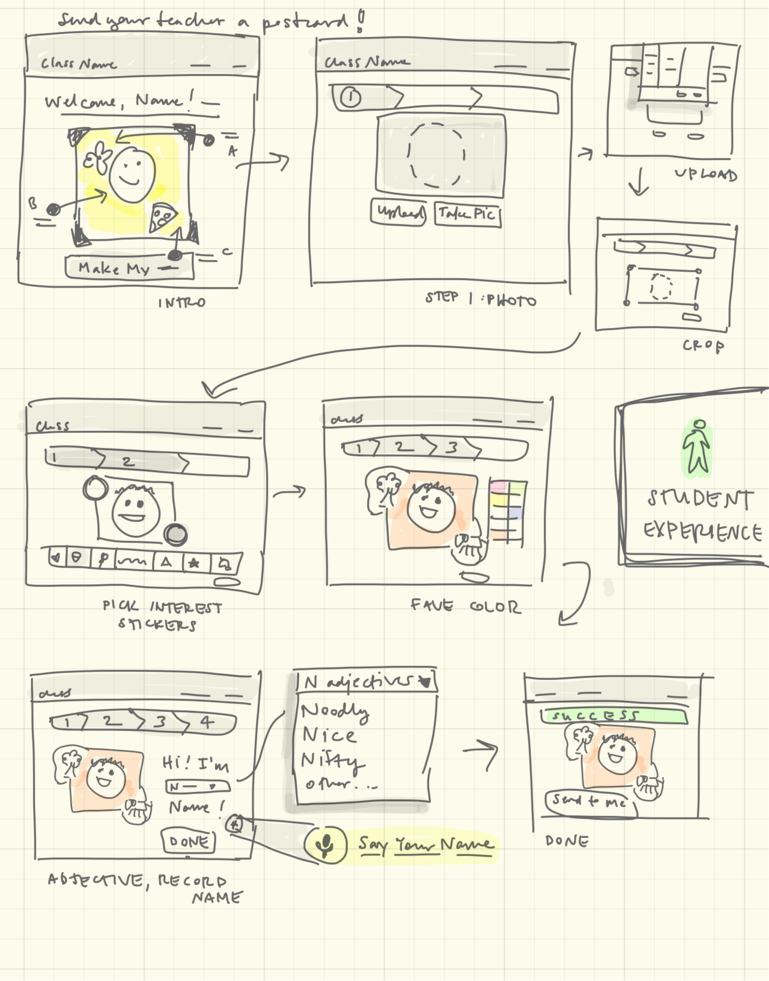 Send your teacher a postcard!
Class Name
Welcome, Name!
A
B
C
Make My
INTRO
Class Name
1
Upload
Take Pic
STEP 1: PHOTO
UPLOAD
CROP
Class
1
2
PICK INTEREST
STICKERS
class
1
2
3
FAVE COLOR
STUDENT
EXPERIENCE
class
1
2
3
4
Hi! I'm
N
Name!
DONE
ADJECTIVE, RECORD
NAME
N adjectives
Noodly
Nice
Nifty
other...
Say Your Name
SUCCESS
Send to me
DONE